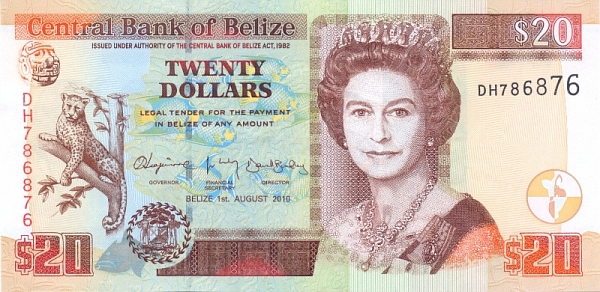 Central Bank of Belize
ISSUED UNDER AUTHORITY OF THE CENTRAL BANK OF BELIZE ACT, 1982
$20
TWENTY
DOLLARS
DH786876
DH786876
LEGAL TENDER FOR THE PAYMENT
IN BELIZE OF ANY AMOUNT
GOVERNOR FINANCIAL SECRETARY DIRECTOR
BELIZE 1st. AUGUST 2010
$20
$20